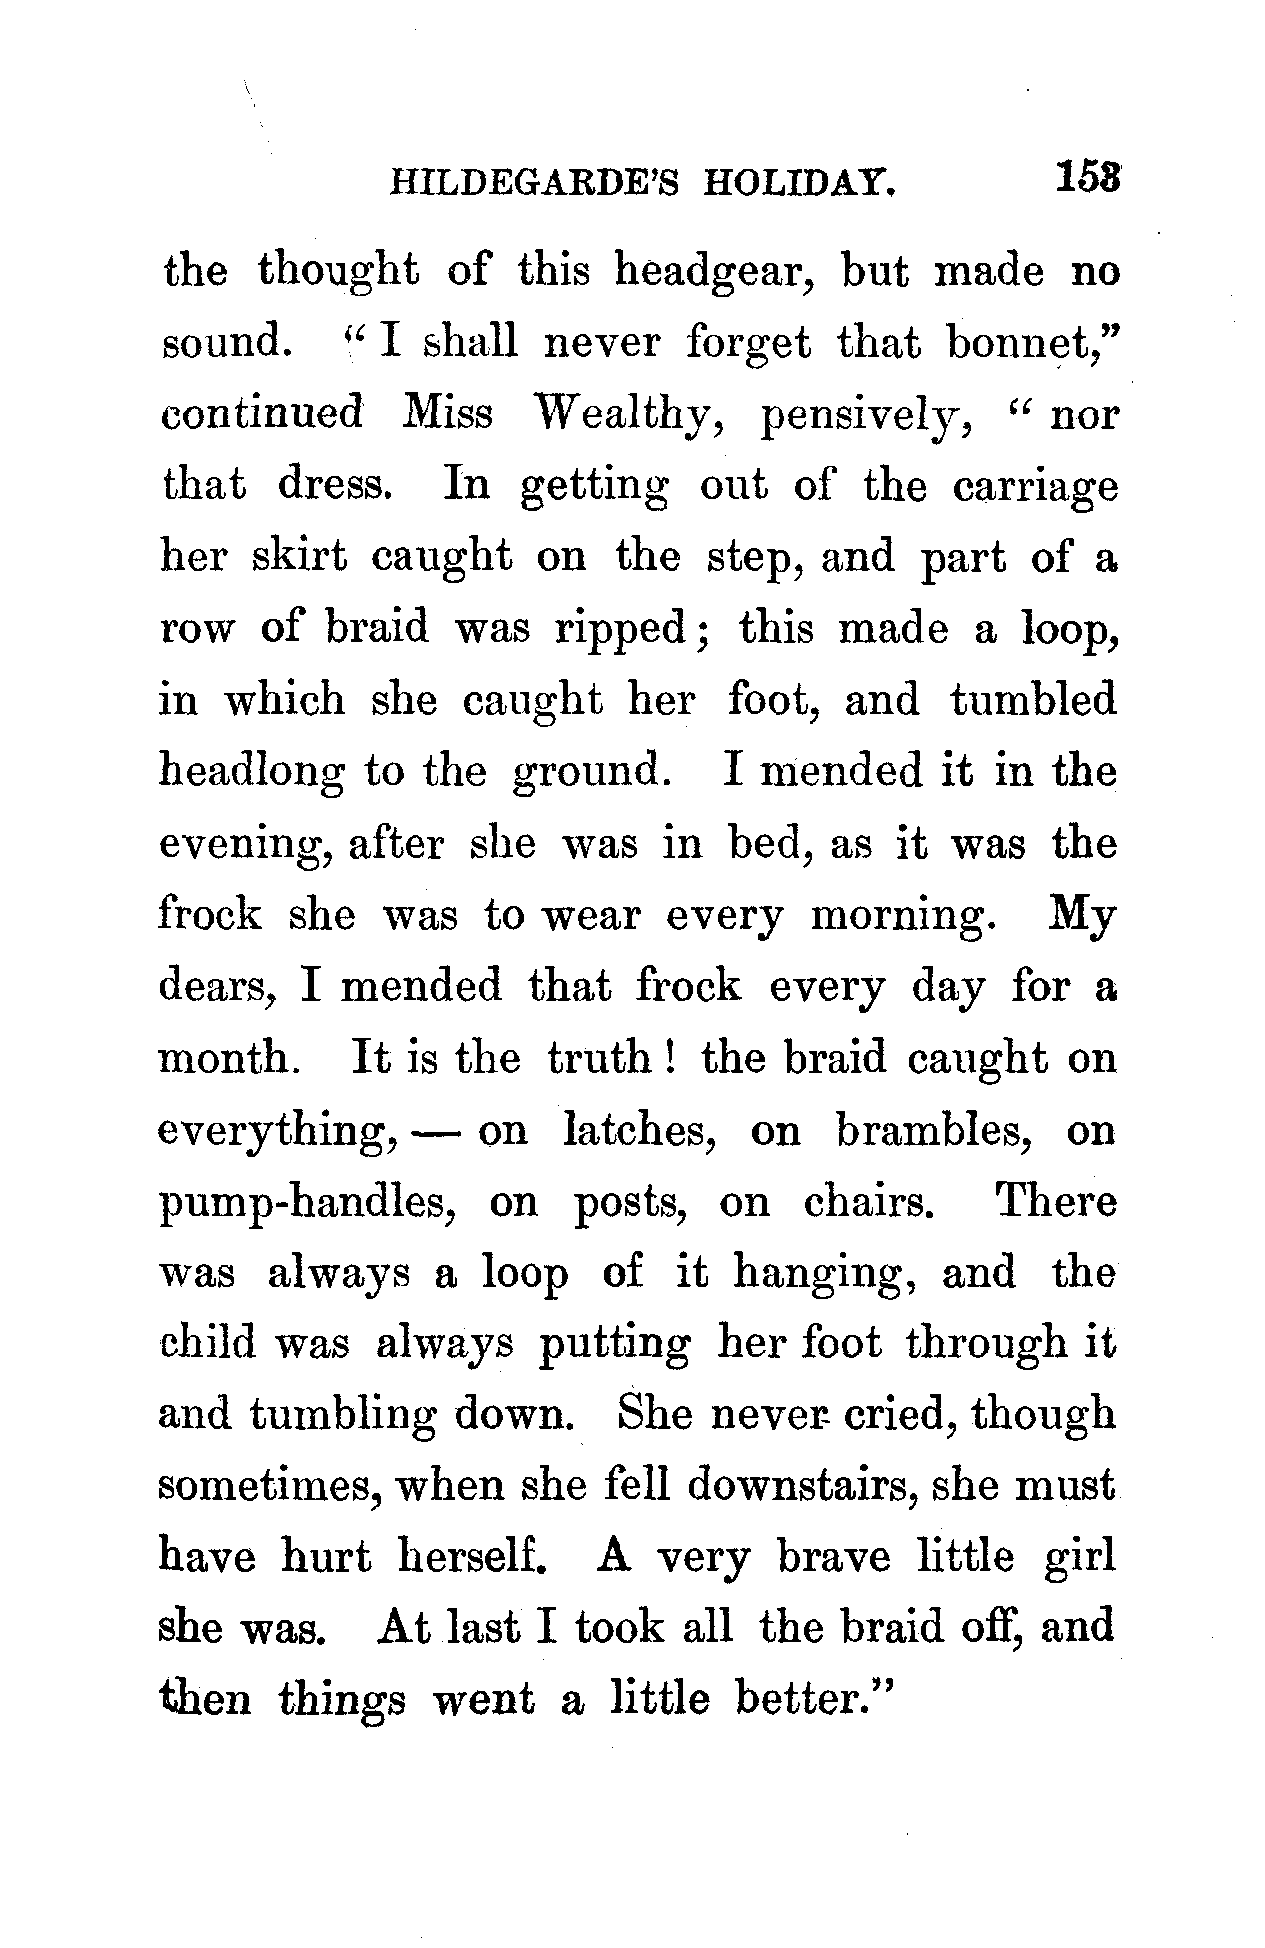 HILDEGARDE'S HOLIDAY. 153
the thought of this headgear, but made no
sound. "I shall never forget that bonnet,"
continued Miss Wealthy, pensively, "nor
that dress. In getting out of the carriage
her skirt caught on the step, and part of a
row of braid was ripped; this made a loop,
in which she caught her foot, and tumbled
headlong to the ground. I mended it in the
evening, after she was in bed, as it was the
frock she was to wear every morning. My
dears, I mended that frock every day for a
month. It is the truth! the braid caught on
everything, — on latches, on brambles, on
pump-handles, on posts, on chairs. There
was always a loop of it hanging, and the
child was always putting her foot through it
and tumbling down. She never cried, though
sometimes, when she fell downstairs, she must
have hurt herself. A very brave little girl
she was. At last I took all the braid off, and
then things went a little better."